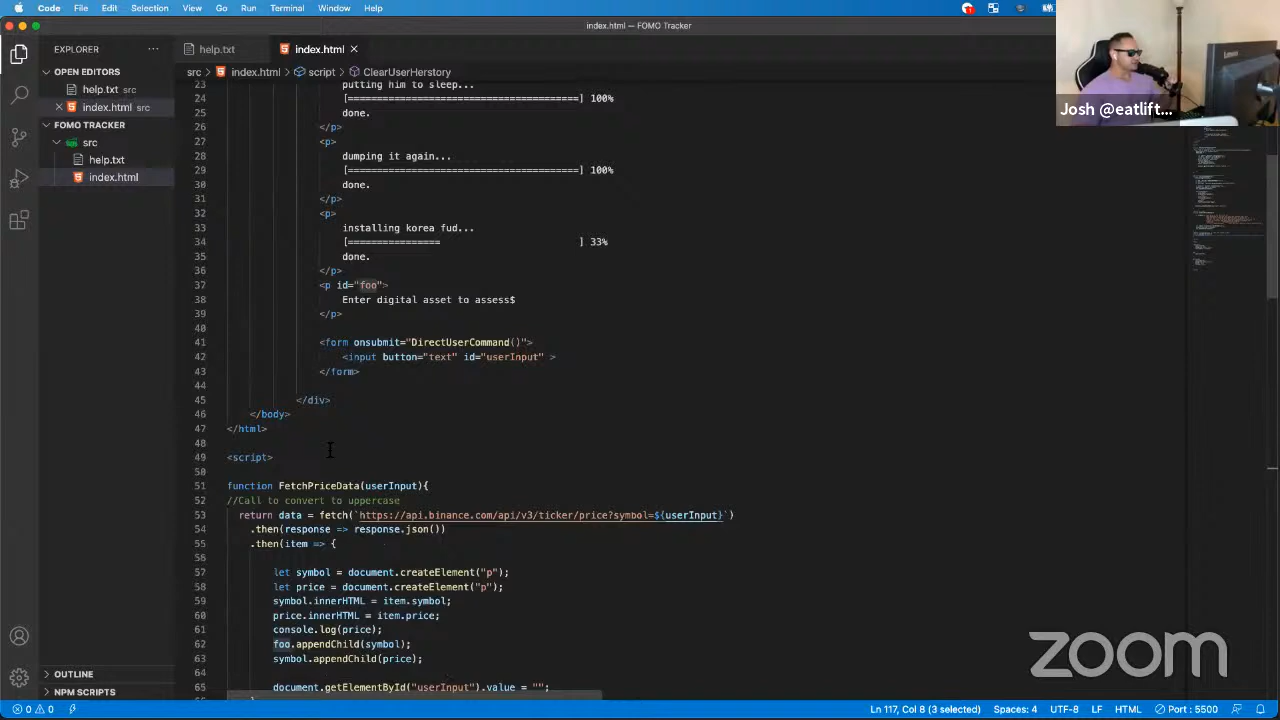 Code File Edit Selection View Go Run Terminal Window Help
index.html — FOMO Tracker
EXPLORER ···
help.txt
index.html
OPEN EDITORS
help.txt src
index.html src
FOMO TRACKER
src
help.txt
index.html
OUTLINE
NPM SCRIPTS
src > index.html > script > ClearUserHerstory
23 putting him to sleep...
24 [========================================] 100%
25 done.
26 </p>
27 <p>
28 dumping it again...
29 [========================================] 100%
30 done.
31 </p>
32 <p>
33 installing korea fud...
34 [================ ] 33%
35 done.
36 </p>
37 <p id="foo">
38 Enter digital asset to assess$
39 </p>
40
41 <form onsubmit="DirectUserCommand()">
42 <input button="text" id="userInput" >
43 </form>
44
45 </div>
46 </body>
47 </html>
48
49 <script>
50
51 function FetchPriceData(userInput){
52 //Call to convert to uppercase
53 return data = fetch(`https://api.binance.com/api/v3/ticker/price?symbol=${userInput}`)
54 .then(response => response.json())
55 .then(item => {
56
57 let symbol = document.createElement("p");
58 let price = document.createElement("p");
59 symbol.innerHTML = item.symbol;
60 price.innerHTML = item.price;
61 console.log(price);
62 foo.appendChild(symbol);
63 symbol.appendChild(price);
64
65 document.getElementById("userInput").value = "";
Lenovo
Josh @eatlift...
zoom
0 0 Ln 117, Col 8 (3 selected) Spaces: 4 UTF-8 LF HTML Port : 5500